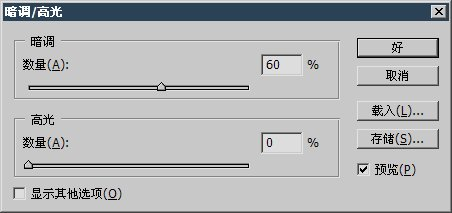 暗调/高光
暗调
数量(A):
60 %
高光
数量(A):
0 %
显示其他选项(O)
好
取消
载入(L)...
存储(S)...
预览(P)